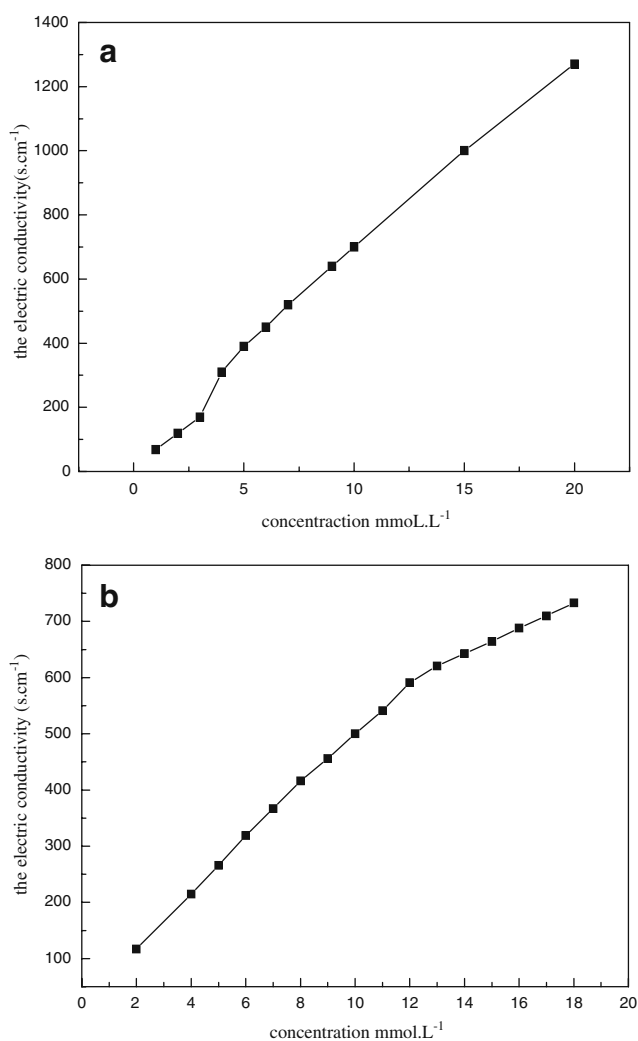 a
1400
1200
1000
800
600
400
200
0
the electric conductivity(s.cm-1)
0 5 10 15 20
concentraction mmoL.L-1
b
800
700
600
500
400
300
200
100
the electric conductivity (s.cm-1)
0 2 4 6 8 10 12 14 16 18 20
concentration mmol.L-1